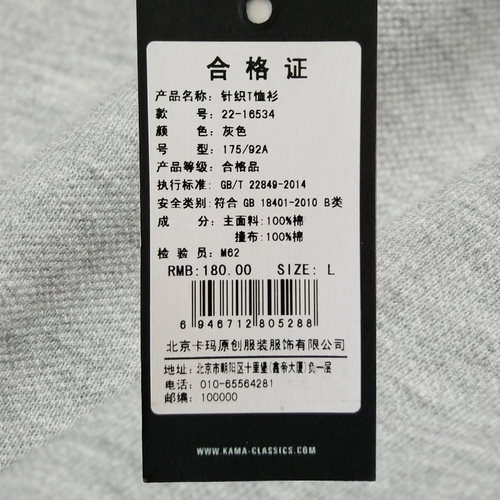 合格证
产品名称: 针织T恤衫
款 号: 22-16534
颜 色: 灰色
号 型: 175/92A
产品等级: 合格品
执行标准: GB/T 22849-2014
安全类别: 符合 GB 18401-2010 B类
成 分: 主面料:100%棉
撞布:100%棉
检 验 员: M62
RMB:180.00 SIZE: L
6 946712 805288
北京卡玛原创服装服饰有限公司
地址: 北京市朝阳区十里堡(鑫帝大厦)负一层
电话: 010-65564281
邮编: 100000
WWW.KAMA-CLASSICS.COM